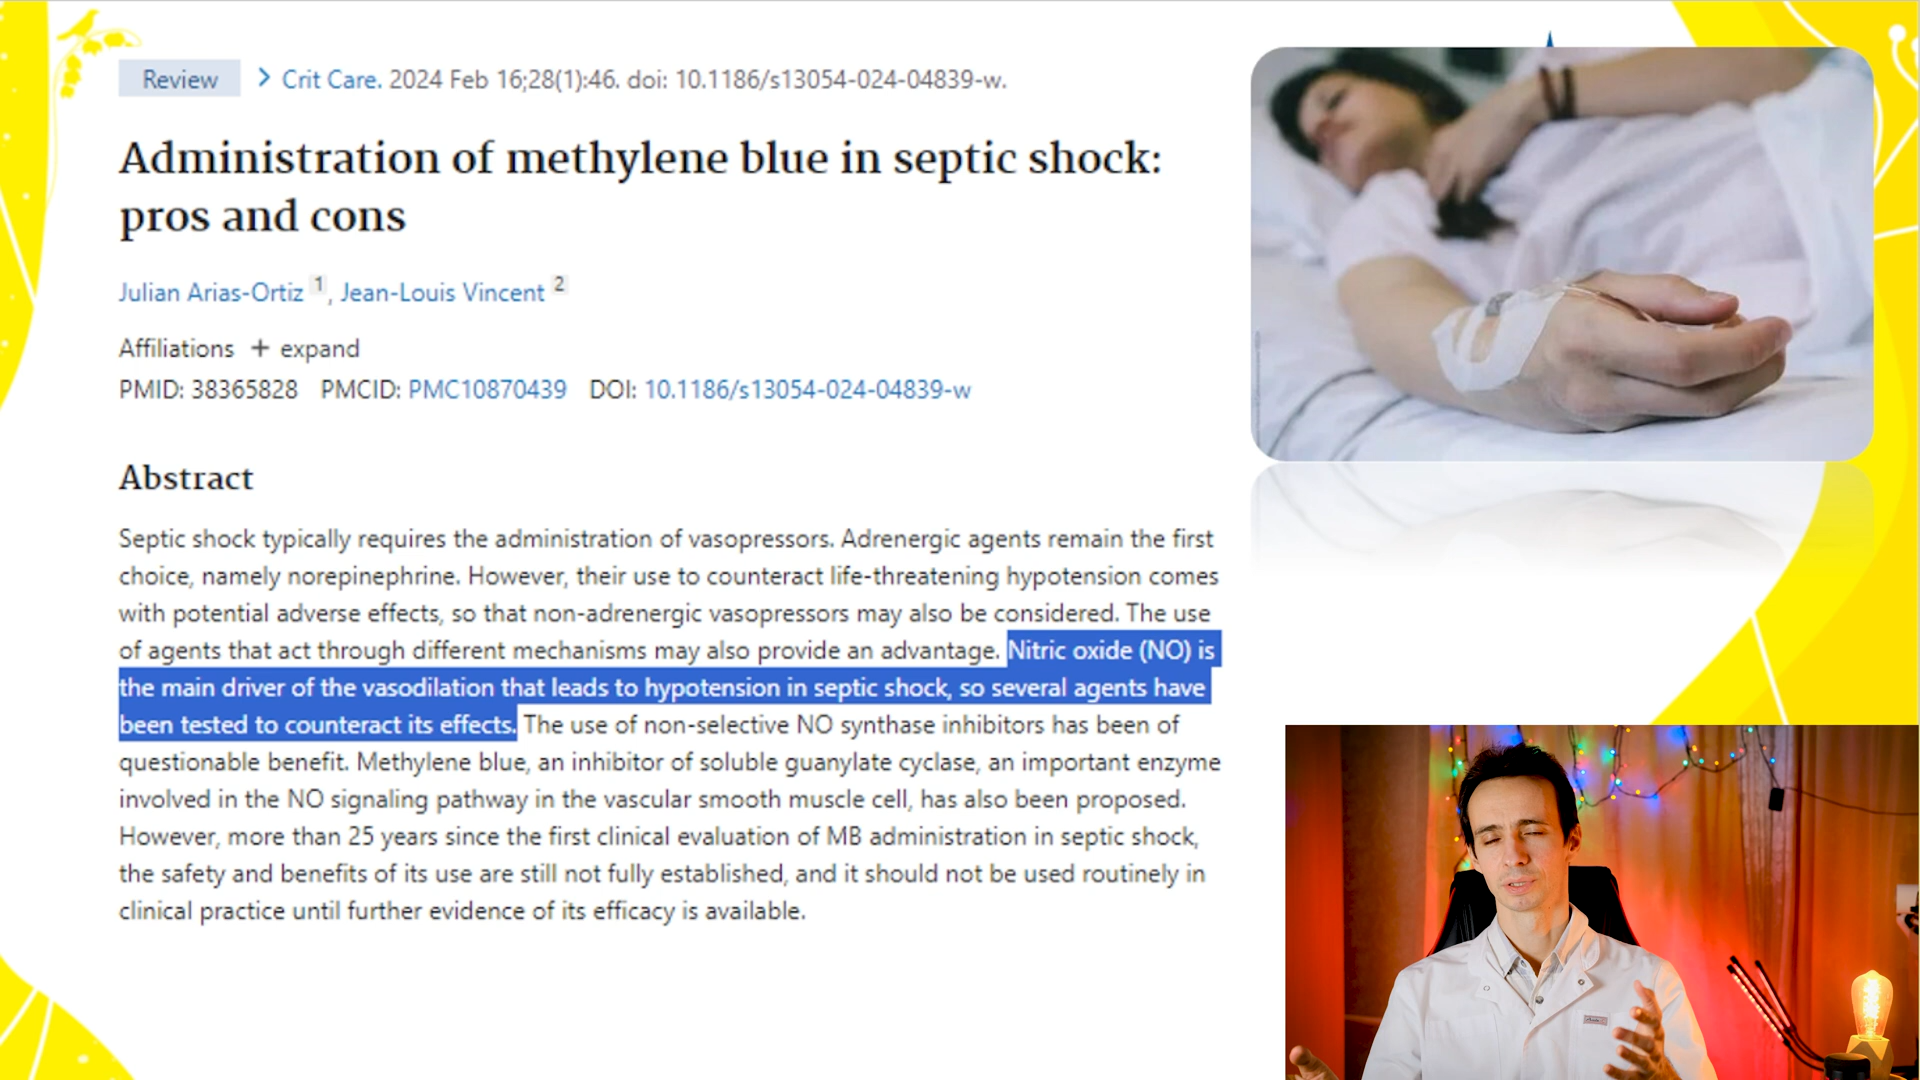 Review > Crit Care. 2024 Feb 16;28(1):46. doi: 10.1186/s13054-024-04839-w.
Administration of methylene blue in septic shock:
pros and cons
Julian Arias-Ortiz 1, Jean-Louis Vincent 2
Affiliations + expand
PMID: 38365828 PMCID: PMC10870439 DOI: 10.1186/s13054-024-04839-w
Abstract
Septic shock typically requires the administration of vasopressors. Adrenergic agents remain the first
choice, namely norepinephrine. However, their use to counteract life-threatening hypotension comes
with potential adverse effects, so that non-adrenergic vasopressors may also be considered. The use
of agents that act through different mechanisms may also provide an advantage. Nitric oxide (NO) is
the main driver of the vasodilation that leads to hypotension in septic shock, so several agents have
been tested to counteract its effects. The use of non-selective NO synthase inhibitors has been of
questionable benefit. Methylene blue, an inhibitor of soluble guanylate cyclase, an important enzyme
involved in the NO signaling pathway in the vascular smooth muscle cell, has also been proposed.
However, more than 25 years since the first clinical evaluation of MB administration in septic shock,
the safety and benefits of its use are still not fully established, and it should not be used routinely in
clinical practice until further evidence of its efficacy is available.